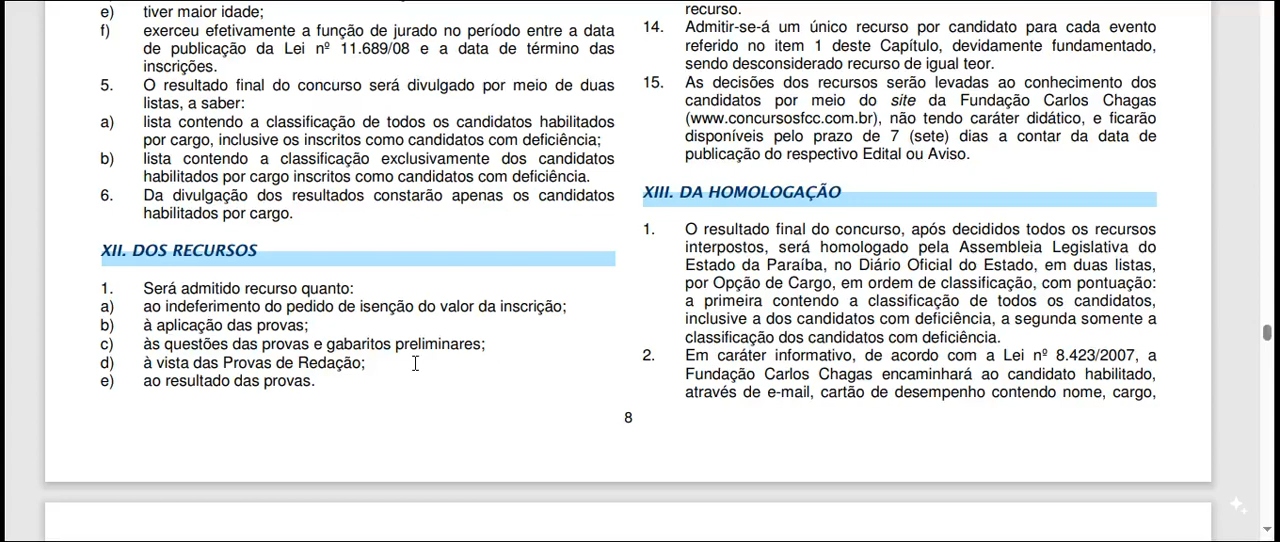 e) tiver maior idade;
f) exerceu efetivamente a função de jurado no período entre a data
de publicação da Lei nº 11.689/08 e a data de término das
inscrições.
5. O resultado final do concurso será divulgado por meio de duas
listas, a saber:
a) lista contendo a classificação de todos os candidatos habilitados
por cargo, inclusive os inscritos como candidatos com deficiência;
b) lista contendo a classificação exclusivamente dos candidatos
habilitados por cargo inscritos como candidatos com deficiência.
6. Da divulgação dos resultados constarão apenas os candidatos
habilitados por cargo.
XII. DOS RECURSOS
1. Será admitido recurso quanto:
a) ao indeferimento do pedido de isenção do valor da inscrição;
b) à aplicação das provas;
c) às questões das provas e gabaritos preliminares;
d) à vista das Provas de Redação;
e) ao resultado das provas.
recurso.
14. Admitir-se-á um único recurso por candidato para cada evento
referido no item 1 deste Capítulo, devidamente fundamentado,
sendo desconsiderado recurso de igual teor.
15. As decisões dos recursos serão levadas ao conhecimento dos
candidatos por meio do site da Fundação Carlos Chagas
(www.concursosfcc.com.br), não tendo caráter didático, e ficarão
disponíveis pelo prazo de 7 (sete) dias a contar da data de
publicação do respectivo Edital ou Aviso.
XIII. DA HOMOLOGAÇÃO
1. O resultado final do concurso, após decididos todos os recursos
interpostos, será homologado pela Assembleia Legislativa do
Estado da Paraíba, no Diário Oficial do Estado, em duas listas,
por Opção de Cargo, em ordem de classificação, com pontuação:
a primeira contendo a classificação de todos os candidatos,
inclusive a dos candidatos com deficiência, a segunda somente a
classificação dos candidatos com deficiência.
2. Em caráter informativo, de acordo com a Lei nº 8.423/2007, a
Fundação Carlos Chagas encaminhará ao candidato habilitado,
através de e-mail, cartão de desempenho contendo nome, cargo,
8